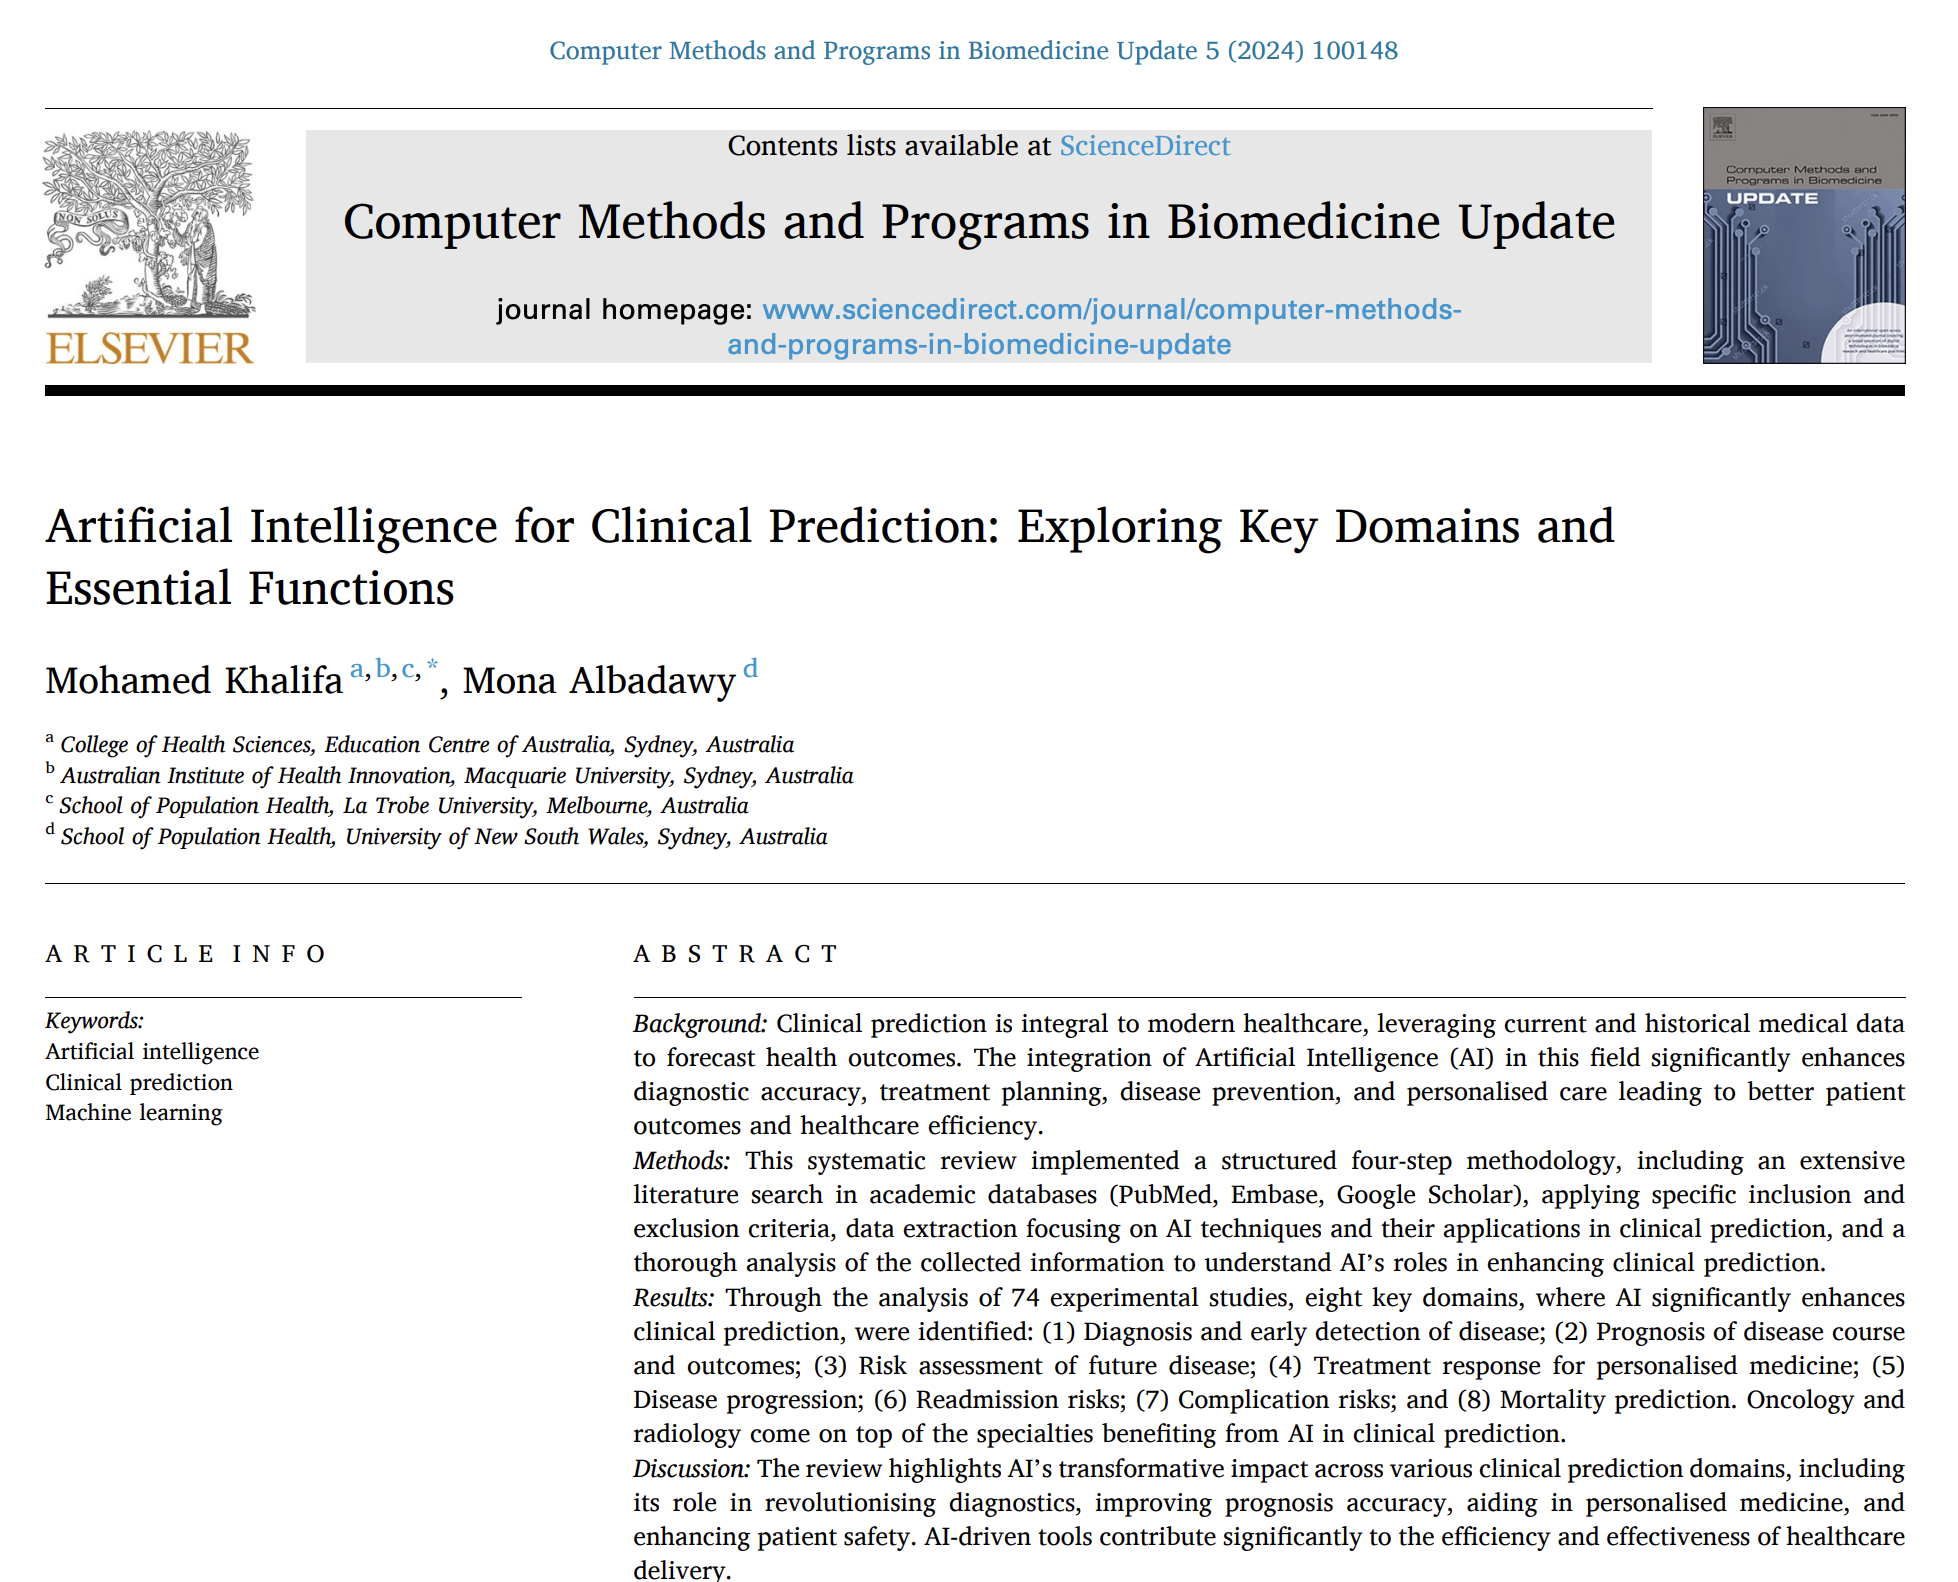 Computer Methods and Programs in Biomedicine Update 5 (2024) 100148
NON SOLUS
ELSEVIER
Contents lists available at ScienceDirect
Computer Methods and Programs in Biomedicine Update
journal homepage: www.sciencedirect.com/journal/computer-methods-
and-programs-in-biomedicine-update
ELSEVIER
Computer Methods and
Programs in Biomedicine
UPDATE
Artificial Intelligence for Clinical Prediction: Exploring Key Domains and
Essential Functions
Mohamed Khalifa a,b,c,*, Mona Albadawy d
a College of Health Sciences, Education Centre of Australia, Sydney, Australia
b Australian Institute of Health Innovation, Macquarie University, Sydney, Australia
c School of Population Health, La Trobe University, Melbourne, Australia
d School of Population Health, University of New South Wales, Sydney, Australia
ARTICLE INFO
Keywords:
Artificial intelligence
Clinical prediction
Machine learning
ABSTRACT
Background: Clinical prediction is integral to modern healthcare, leveraging current and historical medical data
to forecast health outcomes. The integration of Artificial Intelligence (AI) in this field significantly enhances
diagnostic accuracy, treatment planning, disease prevention, and personalised care leading to better patient
outcomes and healthcare efficiency.
Methods: This systematic review implemented a structured four-step methodology, including an extensive
literature search in academic databases (PubMed, Embase, Google Scholar), applying specific inclusion and
exclusion criteria, data extraction focusing on AI techniques and their applications in clinical prediction, and a
thorough analysis of the collected information to understand AI’s roles in enhancing clinical prediction.
Results: Through the analysis of 74 experimental studies, eight key domains, where AI significantly enhances
clinical prediction, were identified: (1) Diagnosis and early detection of disease; (2) Prognosis of disease course
and outcomes; (3) Risk assessment of future disease; (4) Treatment response for personalised medicine; (5)
Disease progression; (6) Readmission risks; (7) Complication risks; and (8) Mortality prediction. Oncology and
radiology come on top of the specialties benefiting from AI in clinical prediction.
Discussion: The review highlights AI’s transformative impact across various clinical prediction domains, including
its role in revolutionising diagnostics, improving prognosis accuracy, aiding in personalised medicine, and
enhancing patient safety. AI-driven tools contribute significantly to the efficiency and effectiveness of healthcare
delivery.